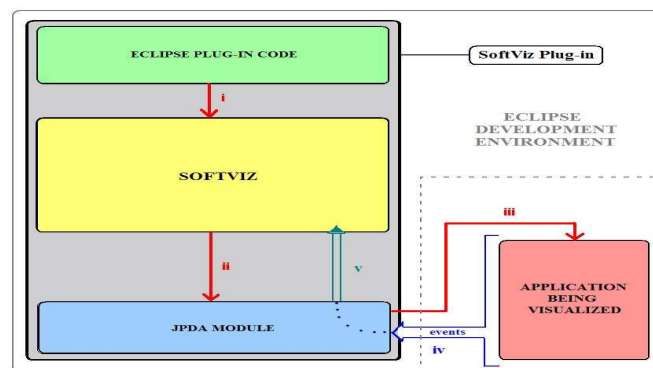 ECLIPSE PLUG-IN CODE
SoftViz Plug-in
i
ECLIPSE
DEVELOPMENT
ENVIRONMENT
SOFTVIZ
iii
ii
v
APPLICATION
BEING
VISUALIZED
JPDA MODULE
events
iv